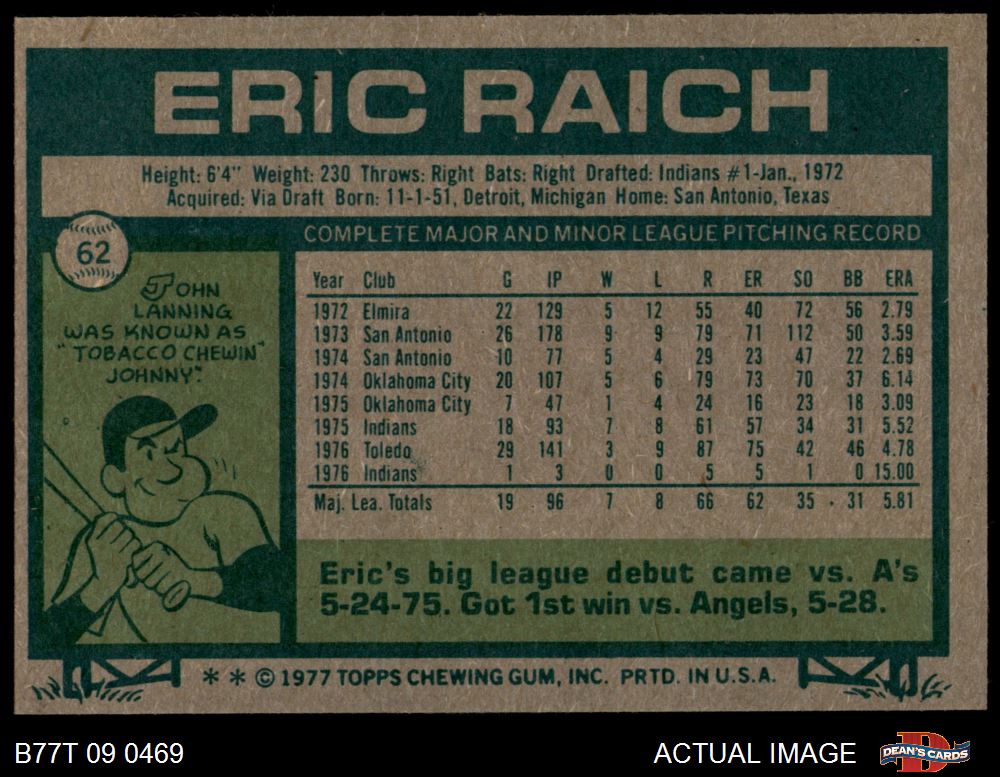 ERIC RAICH
Height: 6'4" Weight: 230 Throws: Right Bats: Right Drafted: Indians #1-Jan., 1972
Acquired: Via Draft Born: 11-1-51, Detroit, Michigan Home: San Antonio, Texas
62
COMPLETE MAJOR AND MINOR LEAGUE PITCHING RECORD
JOHN
LANNING
WAS KNOWN AS
"TOBACCO CHEWIN'
JOHNNY".
Year Club G IP W L R ER SO BB ERA
1972 Elmira 22 129 5 12 55 40 72 56 2.79
1973 San Antonio 26 178 9 9 79 71 112 50 3.59
1974 San Antonio 10 77 5 4 29 23 47 22 2.69
1974 Oklahoma City 20 107 5 6 79 73 70 37 6.14
1975 Oklahoma City 7 47 1 4 24 16 23 18 3.09
1975 Indians 18 93 7 8 61 57 34 31 5.52
1976 Toledo 29 141 3 9 87 75 42 46 4.78
1976 Indians 1 3 0 0 5 5 1 0 15.00
Maj. Lea. Totals 19 96 7 8 66 62 35 31 5.81
Eric's big league debut came vs. A's
5-24-75. Got 1st win vs. Angels, 5-28.
* * © 1977 TOPPS CHEWING GUM, INC. PRTD. IN U.S.A.
B77T 09 0469
ACTUAL IMAGE
D
DEAN'S CARDS